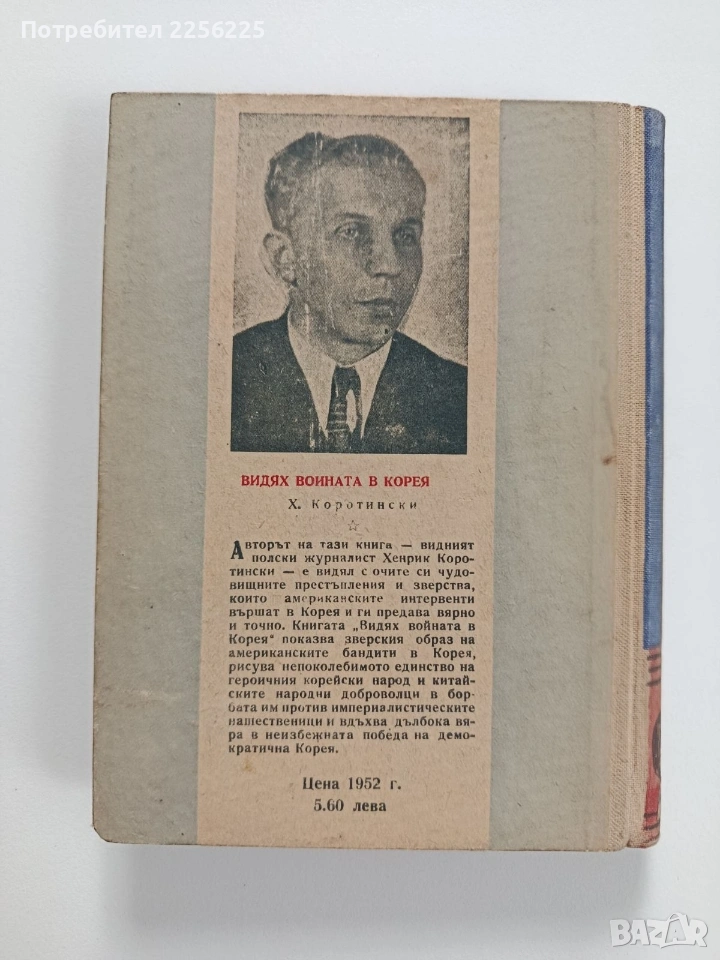 Потребител 2256225
ВИДЯХ ВОИНАТА В КОРЕЯ
Х. Коротински
Авторът на тази книга — видният
полски журналист Хенрик Коро-
тински — е видял с очите си чудо-
вищните престъпления и зверства,
които американските интервенти
вършат в Корея и ги предава вярно
и точно. Книгата „Видях войната в
Корея“ показва зверския образ на
американските бандити в Корея,
рисува непоколебимото единство на
героичния корейски народ и китай-
ските народни доброволци в бор-
бата им против империалистическите
нашественици и вдъхва дълбока вя-
ра в неизбежната победа на демо-
кратична Корея.
Цена 1952 г.
5.60 лева
BAZAR